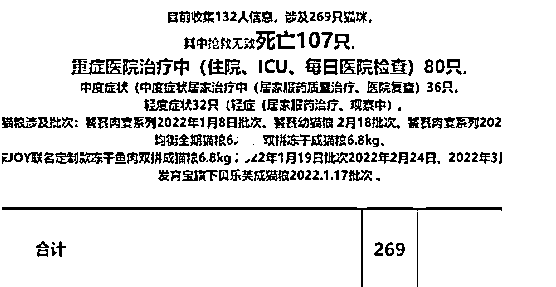 目前收集132人信息，涉及269只猫咪，
其中抢救无效死亡107只，
重症医院治疗中（住院、ICU、每日医院检查）80只，
中度症状（中度症状居家治疗中（居家服药质量治疗、医院复查）36只，
轻度症状32只（轻症（居家服药治疗、观察中）。
猫粮涉及批次：餐赛肉宴系列2022年1月8日批次、餐赛幼猫粮 2月18批次、餐赛肉宴系列202
均衡全期猫粮6 双拼冻干成猫粮6.8kg、
EJOY联名定制款冻干鱼肉双拼成猫粮6.8kg 22年1月19日批次2022年2月24日、2022年3月
发育宝旗下贝乐芙成猫粮2022.1.17批次 。
合计 269